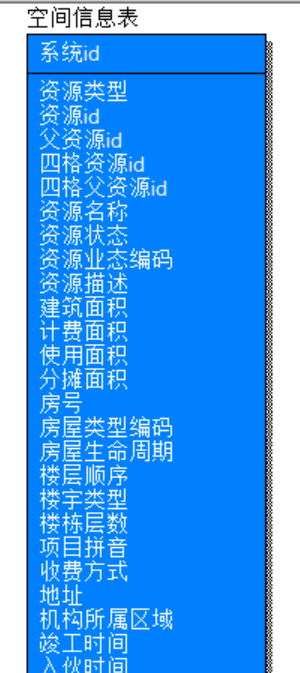 空间信息表
系统id
资源类型
资源id
父资源id
四格资源id
四格父资源id
资源名称
资源状态
资源业态编码
资源描述
建筑面积
计费面积
使用面积
分摊面积
房号
房屋类型编码
房屋生命周期
楼层顺序
楼宇类型
楼栋层数
项目拼音
收费方式
地址
机构所属区域
竣工时间
入伙时间